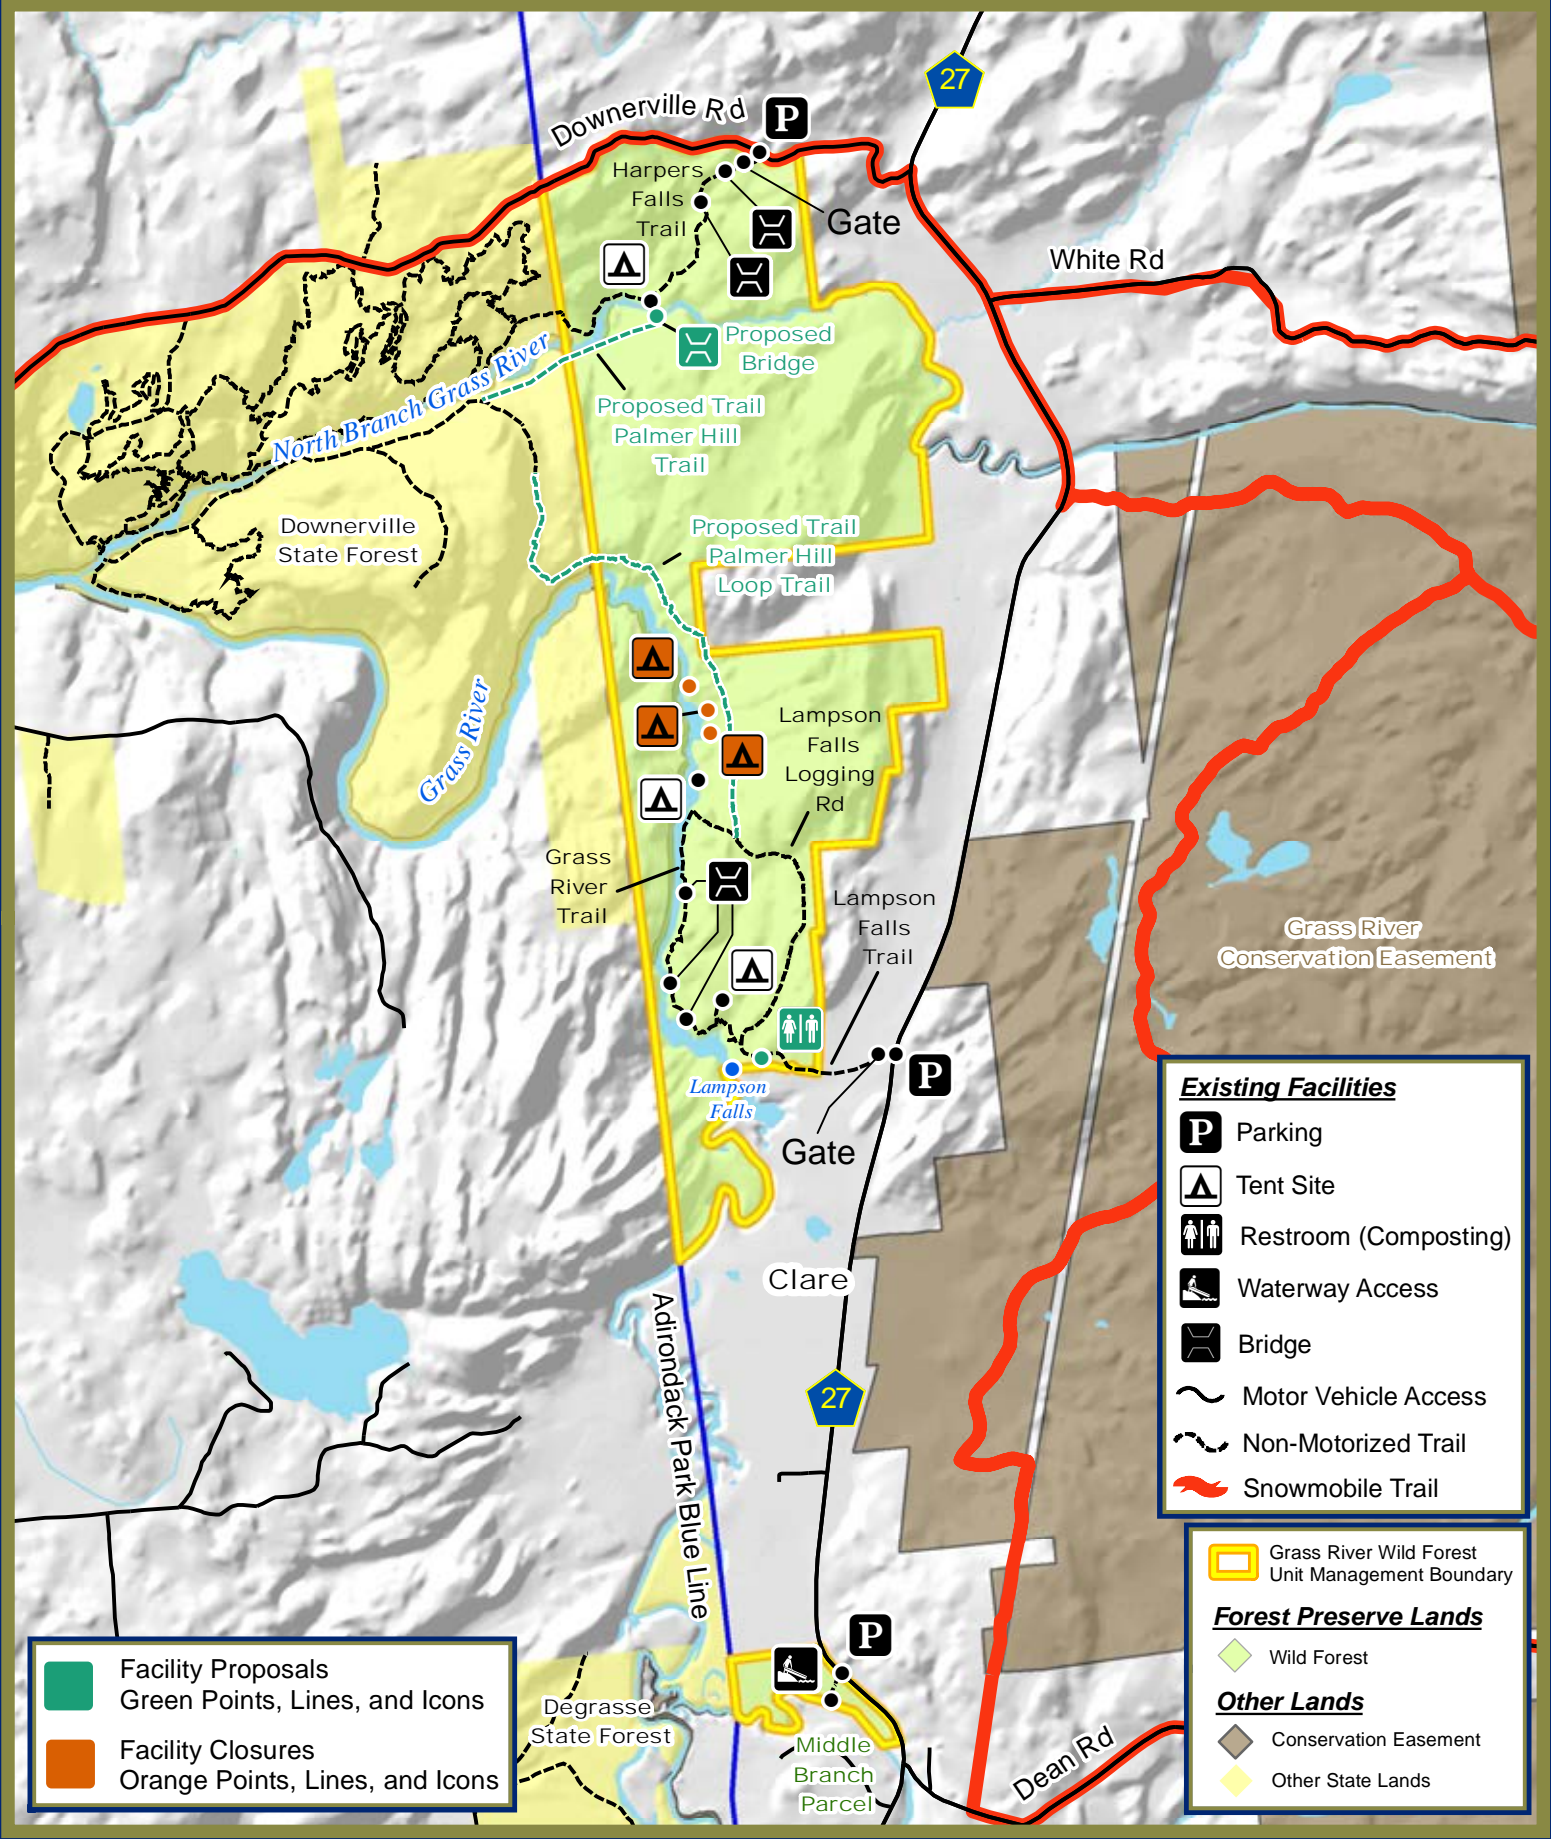 27
Downerville Rd
P
Harpers
Falls
Trail
Gate
White Rd
Proposed
Bridge
North Branch Grass River
Proposed Trail
Palmer Hill
Trail
Downerville
State Forest
Proposed Trail
Palmer Hill
Loop Trail
Grass River
Lampson
Falls
Logging
Rd
Grass
River
Trail
Lampson
Falls
Trail
Grass River
Conservation Easement
P
Lampson
Falls
Gate
Clare
Adirondack Park Blue Line
27
P
Degrasse
State Forest
Middle
Branch
Parcel
Dean Rd
Existing Facilities
P Parking
Tent Site
Restroom (Composting)
Waterway Access
Bridge
Motor Vehicle Access
Non-Motorized Trail
Snowmobile Trail
Grass River Wild Forest
Unit Management Boundary
Forest Preserve Lands
Wild Forest
Other Lands
Conservation Easement
Other State Lands
Facility Proposals
Green Points, Lines, and Icons
Facility Closures
Orange Points, Lines, and Icons